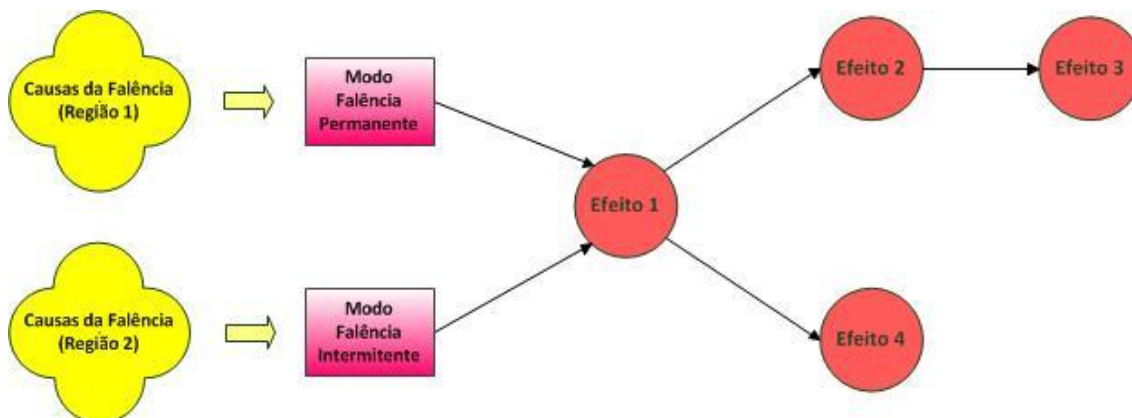 Causas da Falência
(Região 1)
Modo
Falência
Permanente
Efeito 1
Efeito 2
Efeito 3
Causas da Falência
(Região 2)
Modo
Falência
Intermitente
Efeito 4